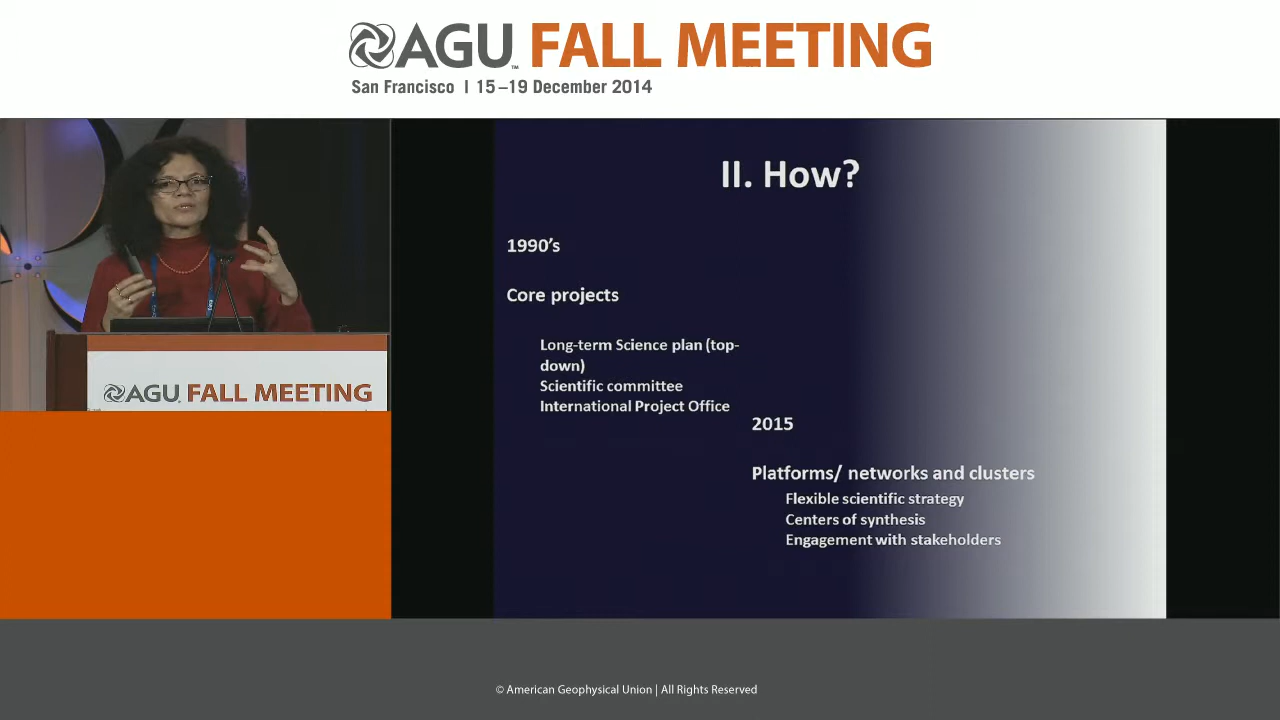 AGU FALL MEETING
San Francisco | 15–19 December 2014
II. How?
1990's
Core projects
Long-term Science plan (top-
down)
Scientific committee
International Project Office
2015
Platforms/ networks and clusters
Flexible scientific strategy
Centers of synthesis
Engagement with stakeholders
AGU FALL MEETING
© American Geophysical Union | All Rights Reserved